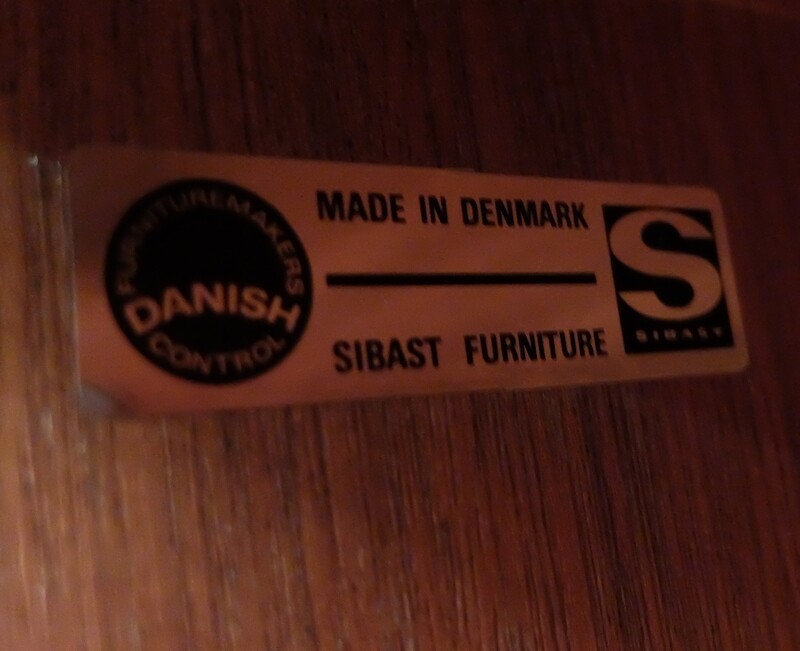 FURNITUREMAKERS
DANISH
CONTROL
MADE IN DENMARK
SIBAST FURNITURE
S
SIBAST